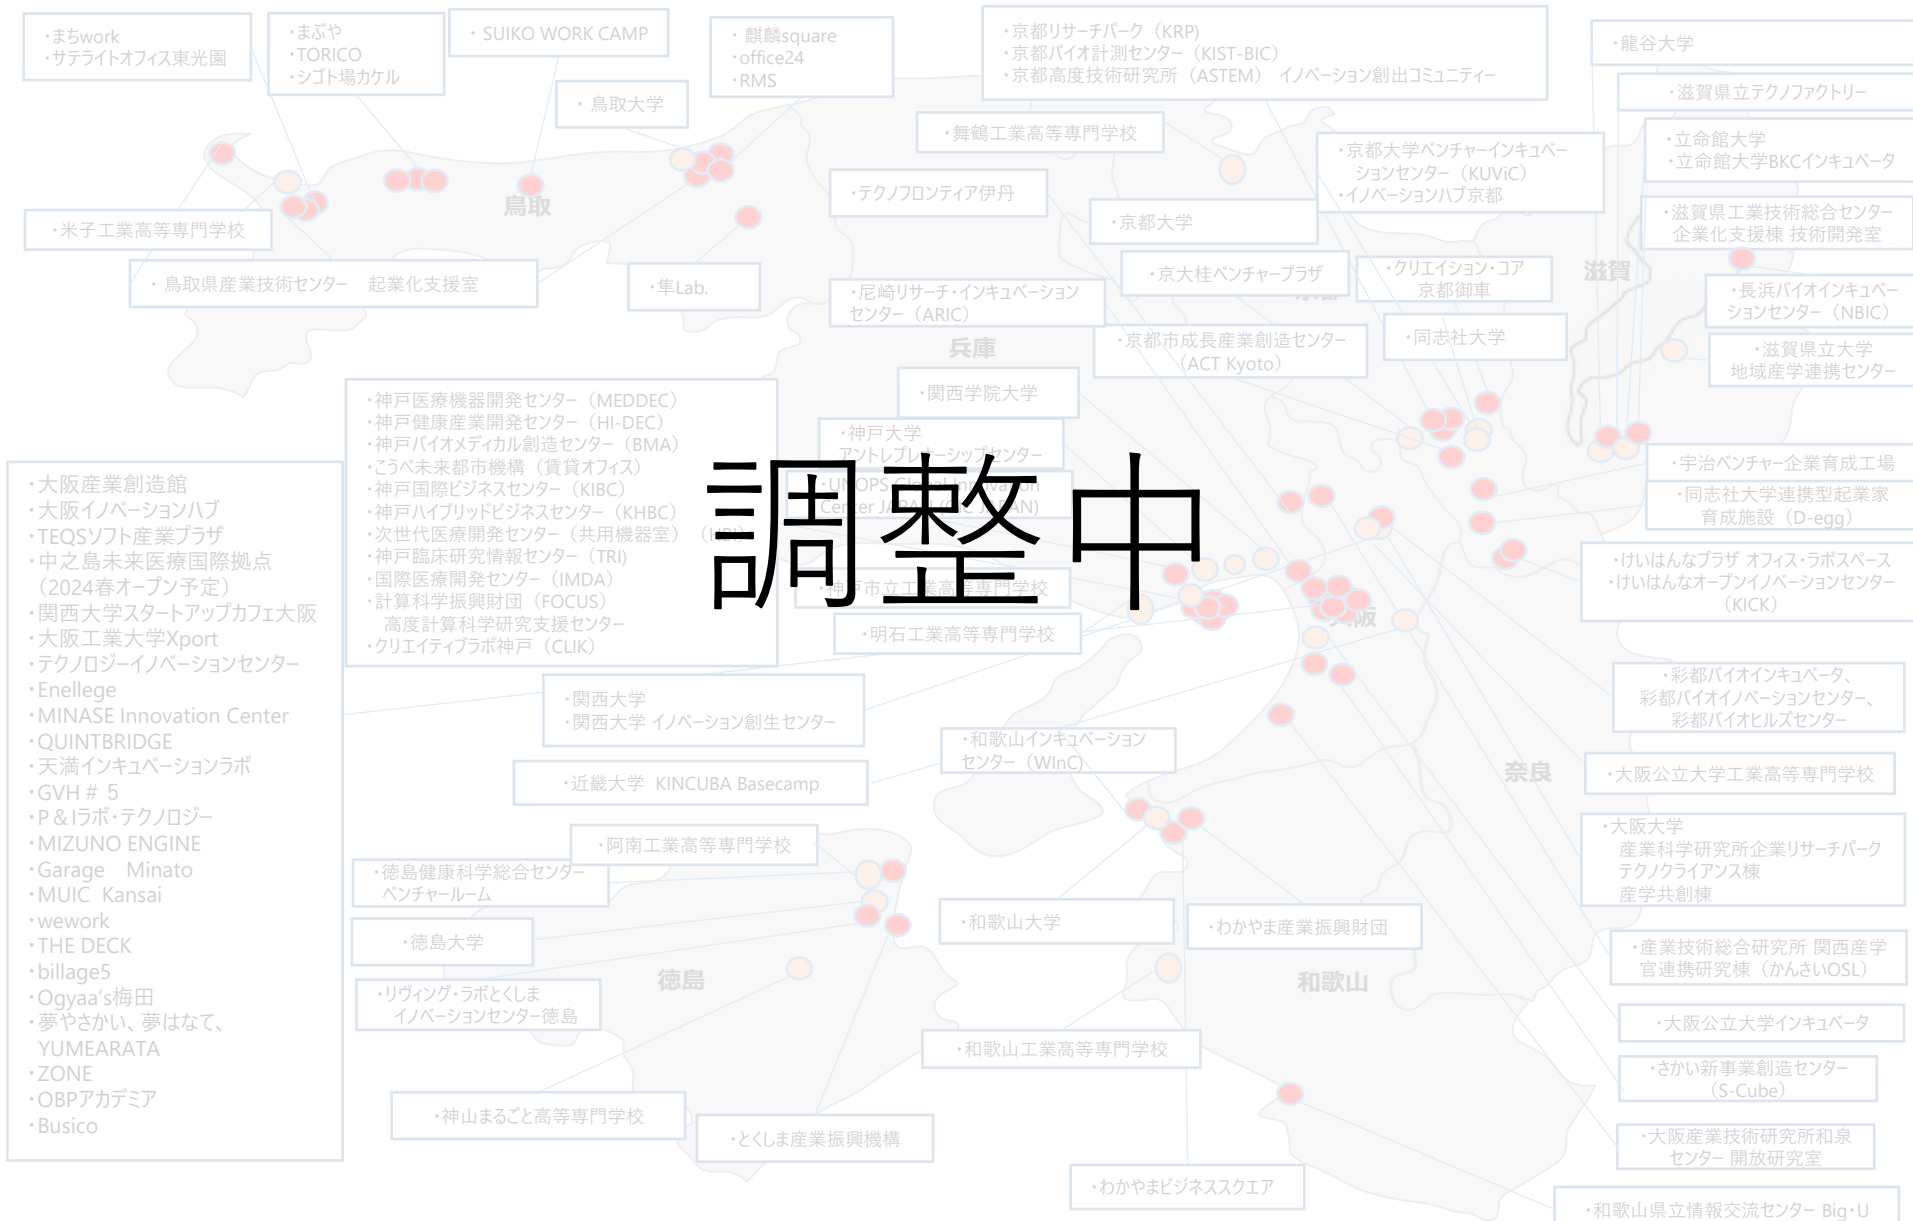 ・まちwork
・サテライトオフィス東光園
・まぶや
・TORICO
・シゴト場カケル
・SUIKO WORK CAMP
・麒麟square
・office24
・RMS
・鳥取大学
・京都リサーチパーク（KRP)
・京都バイオ計測センター（KIST-BIC）
・京都高度技術研究所（ASTEM） イノベーション創出コミュニティー
・龍谷大学
・滋賀県立テクノファクトリー
・舞鶴工業高等専門学校
・京都大学ベンチャーインキュベー
ションセンター（KUViC）
・イノベーションハブ京都
・立命館大学
・立命館大学BKCインキュベータ
・テクノフロンティア伊丹
鳥取
・京都大学
・滋賀県工業技術総合センター
企業化支援棟 技術開発室
・米子工業高等専門学校
・鳥取県産業技術センター　起業化支援室
・隼Lab.
・尼崎リサーチ・インキュベーション
センター（ARIC）
・京大桂ベンチャープラザ
・クリエイション・コア
京都御車
滋賀
・長浜バイオインキュベー
ションセンター（NBIC）
兵庫
・京都市成長産業創造センター
（ACT Kyoto）
・同志社大学
・滋賀県立大学
地域産学連携センター
・関西学院大学
・神戸医療機器開発センター（MEDDEC）
・神戸健康産業開発センター（HI-DEC）
・神戸バイオメディカル創造センター（BMA）
・こうべ未来都市機構（賃貸オフィス）
・神戸国際ビジネスセンター（KIBC）
・神戸ハイブリッドビジネスセンター（KHBC）
・次世代医療開発センター（共用機器室）（HBI）
・神戸臨床研究情報センター（TRI）
・国際医療開発センター（IMDA）
・計算科学振興財団（FOCUS）
高度計算科学研究支援センター
・クリエイティブラボ神戸（CLIK）
・神戸大学
アントレプレナーシップセンター
・UNOPS Global Innovation
Center JAPAN (GIC JAPAN)
調整中
・神戸市立工業高等専門学校
・明石工業高等専門学校
大阪
・宇治ベンチャー企業育成工場
・同志社大学連携型起業家
育成施設（D-egg）
・けいはんなプラザ オフィス・ラボスペース
・けいはんなオープンイノベーションセンター
（KICK）
・大阪産業創造館
・大阪イノベーションハブ
・TEQSソフト産業プラザ
・中之島未来医療国際拠点
（2024春オープン予定）
・関西大学スタートアップカフェ大阪
・大阪工業大学Xport
・テクノロジーイノベーションセンター
・Enellege
・MINASE Innovation Center
・QUINTBRIDGE
・天満インキュベーションラボ
・GVH＃５
・P＆Iラボ・テクノロジー
・MIZUNO ENGINE
・Garage　Minato
・MUIC Kansai
・wework
・THE DECK
・billage5
・Ogyaa's梅田
・夢やさかい、夢はなて、
YUMEARATA
・ZONE
・OBPアカデミア
・Busico
・関西大学
・関西大学 イノベーション創生センター
・近畿大学 KINCUBA Basecamp
・和歌山インキュベーション
センター（WInC)
・彩都バイオインキュベータ、
彩都バイオイノベーションセンター、
彩都バイオヒルズセンター
奈良
・大阪公立大学工業高等専門学校
・阿南工業高等専門学校
・徳島健康科学総合センター
ベンチャールーム
・大阪大学
産業科学研究所企業リサーチパーク
テクノクライアンス棟
産学共創棟
・徳島大学
・和歌山大学
・わかやま産業振興財団
・産業技術総合研究所 関西産学
官連携研究棟（かんさいOSL）
徳島
和歌山
・リヴィング・ラボとくしま
イノベーションセンター徳島
・大阪公立大学インキュベータ
・和歌山工業高等専門学校
・さかい新事業創造センター
（S-Cube）
・神山まるごと高等専門学校
・とくしま産業振興機構
・大阪産業技術研究所和泉
センター 開放研究室
・わかやまビジネススクエア
・和歌山県立情報交流センター Big・U